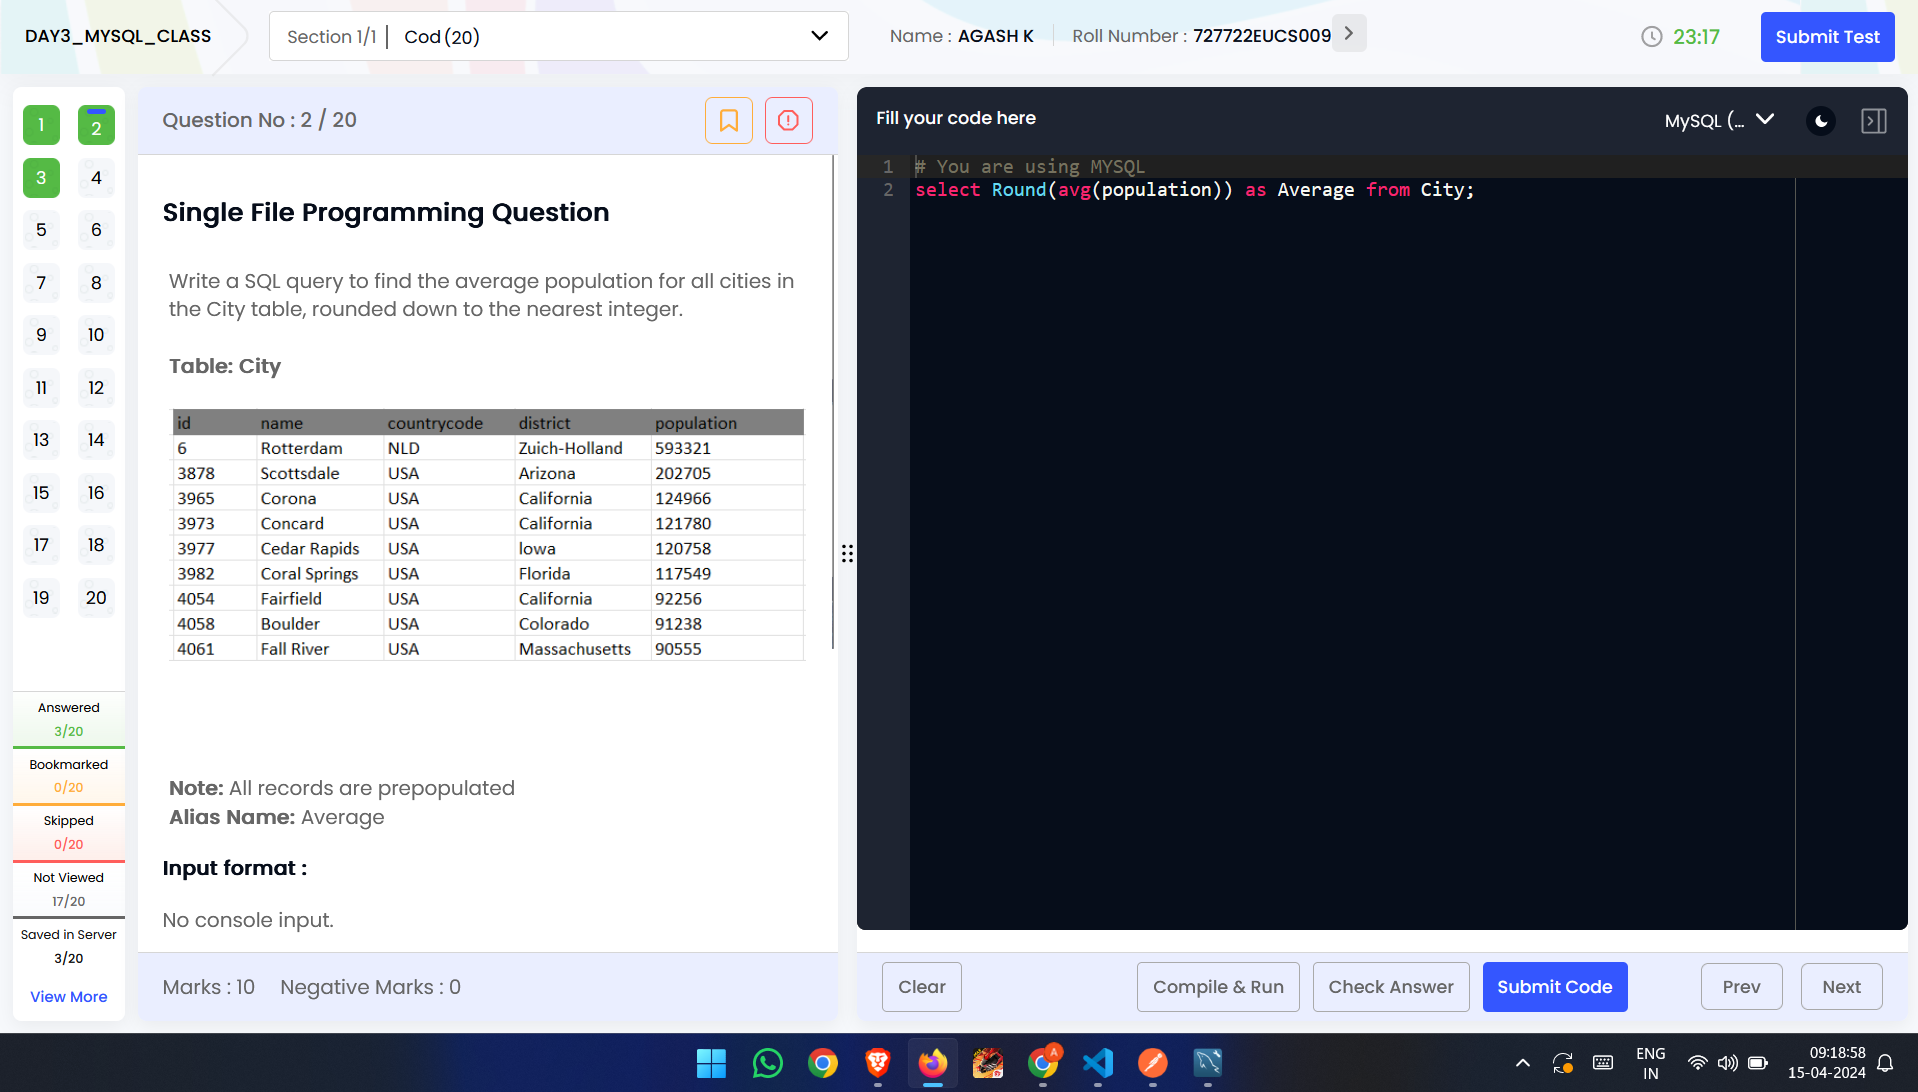 DAY3_MYSQL_CLASS
Section 1/1 | Cod (20)
Name : AGASH K
Roll Number : 727722EUCS009
23:17
Submit Test
1
2
3
4
5
6
7
8
9
10
11
12
13
14
15
16
17
18
19
20
Answered
3/20
Bookmarked
0/20
Skipped
0/20
Not Viewed
17/20
Saved in Server
3/20
View More
Question No : 2 / 20
Single File Programming Question
Write a SQL query to find the average population for all cities in
the City table, rounded down to the nearest integer.
Table: City
id name countrycode district population
6 Rotterdam NLD Zuich-Holland 593321
3878 Scottsdale USA Arizona 202705
3965 Corona USA California 124966
3973 Concard USA California 121780
3977 Cedar Rapids USA Iowa 120758
3982 Coral Springs USA Florida 117549
4054 Fairfield USA California 92256
4058 Boulder USA Colorado 91238
4061 Fall River USA Massachusetts 90555
Note: All records are prepopulated
Alias Name: Average
Input format :
No console input.
Marks : 10 Negative Marks : 0
Fill your code here
MySQL (...
1 # You are using MYSQL
2 select Round(avg(population)) as Average from City;
Clear
Compile & Run
Check Answer
Submit Code
Prev
Next
A
ENG
IN
09:18:58
15-04-2024